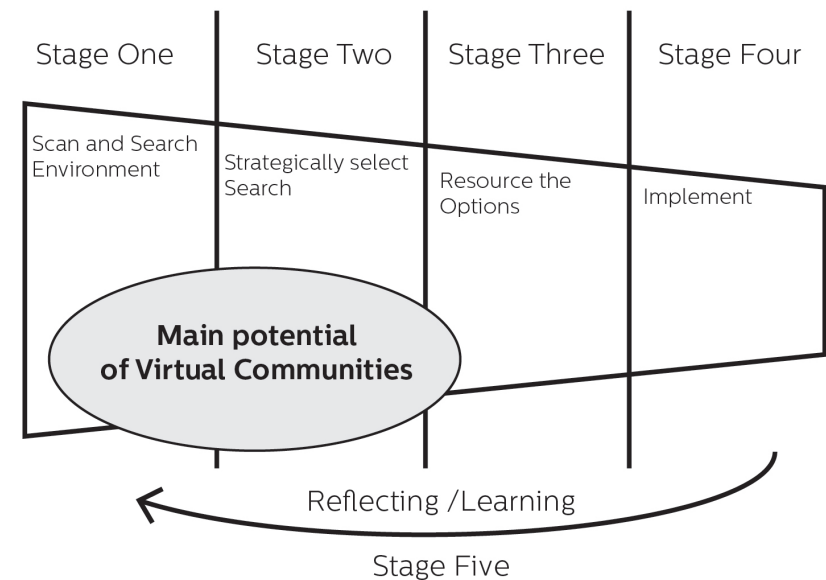 Stage One
Stage Two
Stage Three
Stage Four
Scan and Search
Environment
Strategically select
Search
Resource the
Options
Implement
Main potential
of Virtual Communities
Reflecting /Learning
Stage Five